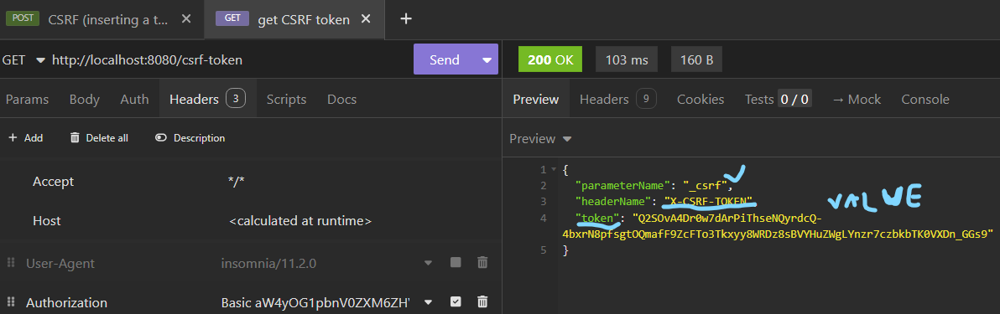 POST CSRF (inserting a t... × GET get CSRF token × +
GET http://localhost:8080/csrf-token Send
200 OK 103 ms 160 B
Params Body Auth Headers 3 Scripts Docs
Preview Headers 9 Cookies Tests 0 / 0 → Mock Console
+ Add Delete all Description
Preview
Accept */*
Host <calculated at runtime>
User-Agent insomnia/11.2.0
Authorization Basic aW4yOG1pbnV0ZXM6ZH
1 {
2 "parameterName": "_csrf",
3 "headerName": "X-CSRF-TOKEN"
VALUE
4 "token": "Q2SOvA4Dr0w7dArPiThseNQyrdcQ-
4bxrN8pfsgtOQmafF9ZcFTo3Tkxyy8WRDz8sBVYHuZWgLYnzr7czbkbTK0VXDn_GGs9"
5 }